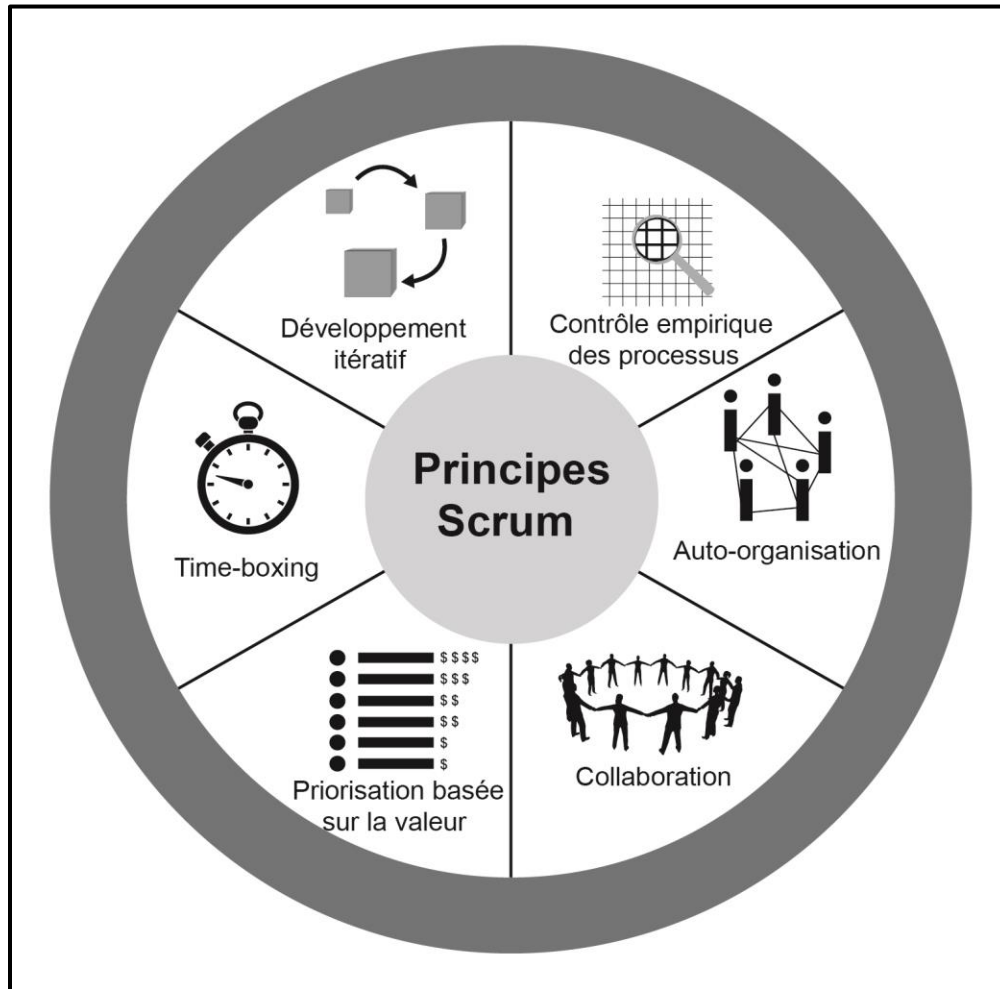 Développement
itératif
Contrôle empirique
des processus
Principes
Scrum
Time-boxing
Auto-organisation
$$$$
$$$
$$
$$
$
$
Priorisation basée
sur la valeur
Collaboration